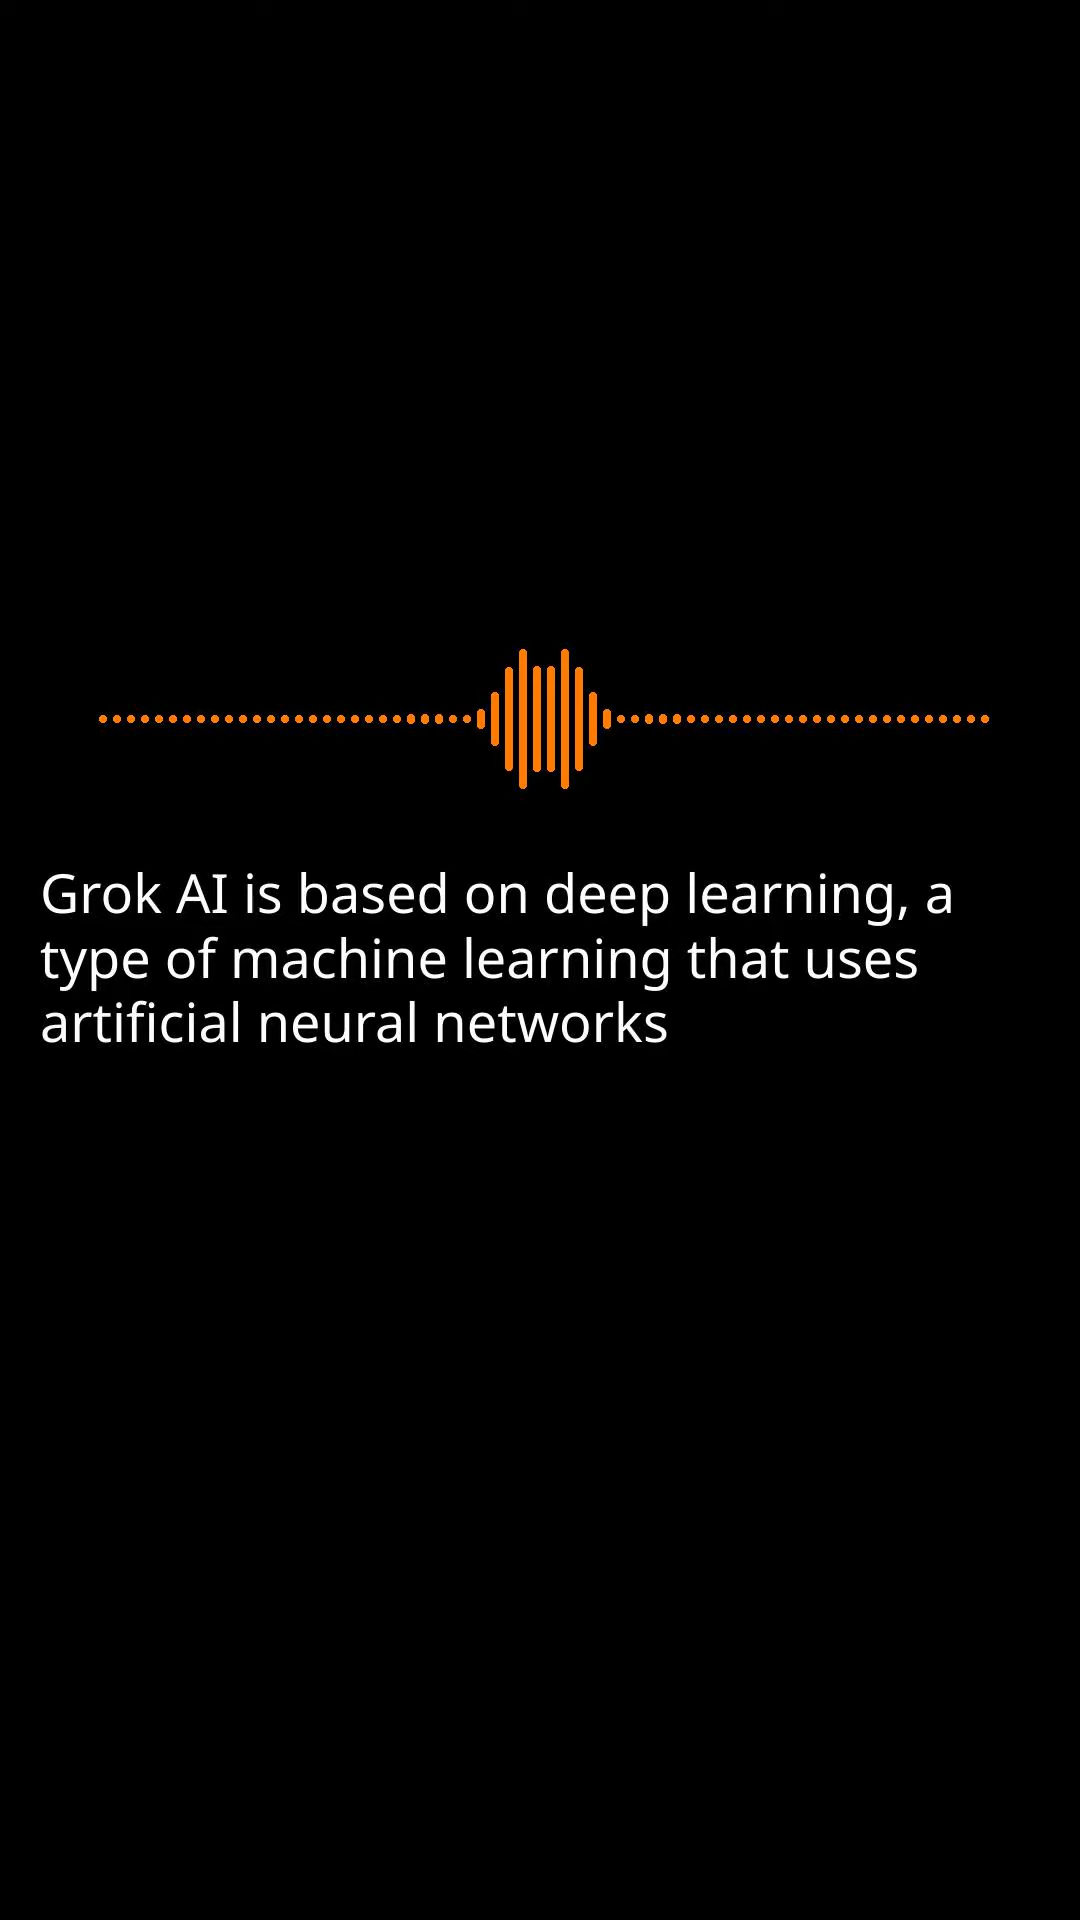 Grok AI is based on deep learning, a
type of machine learning that uses
artificial neural networks